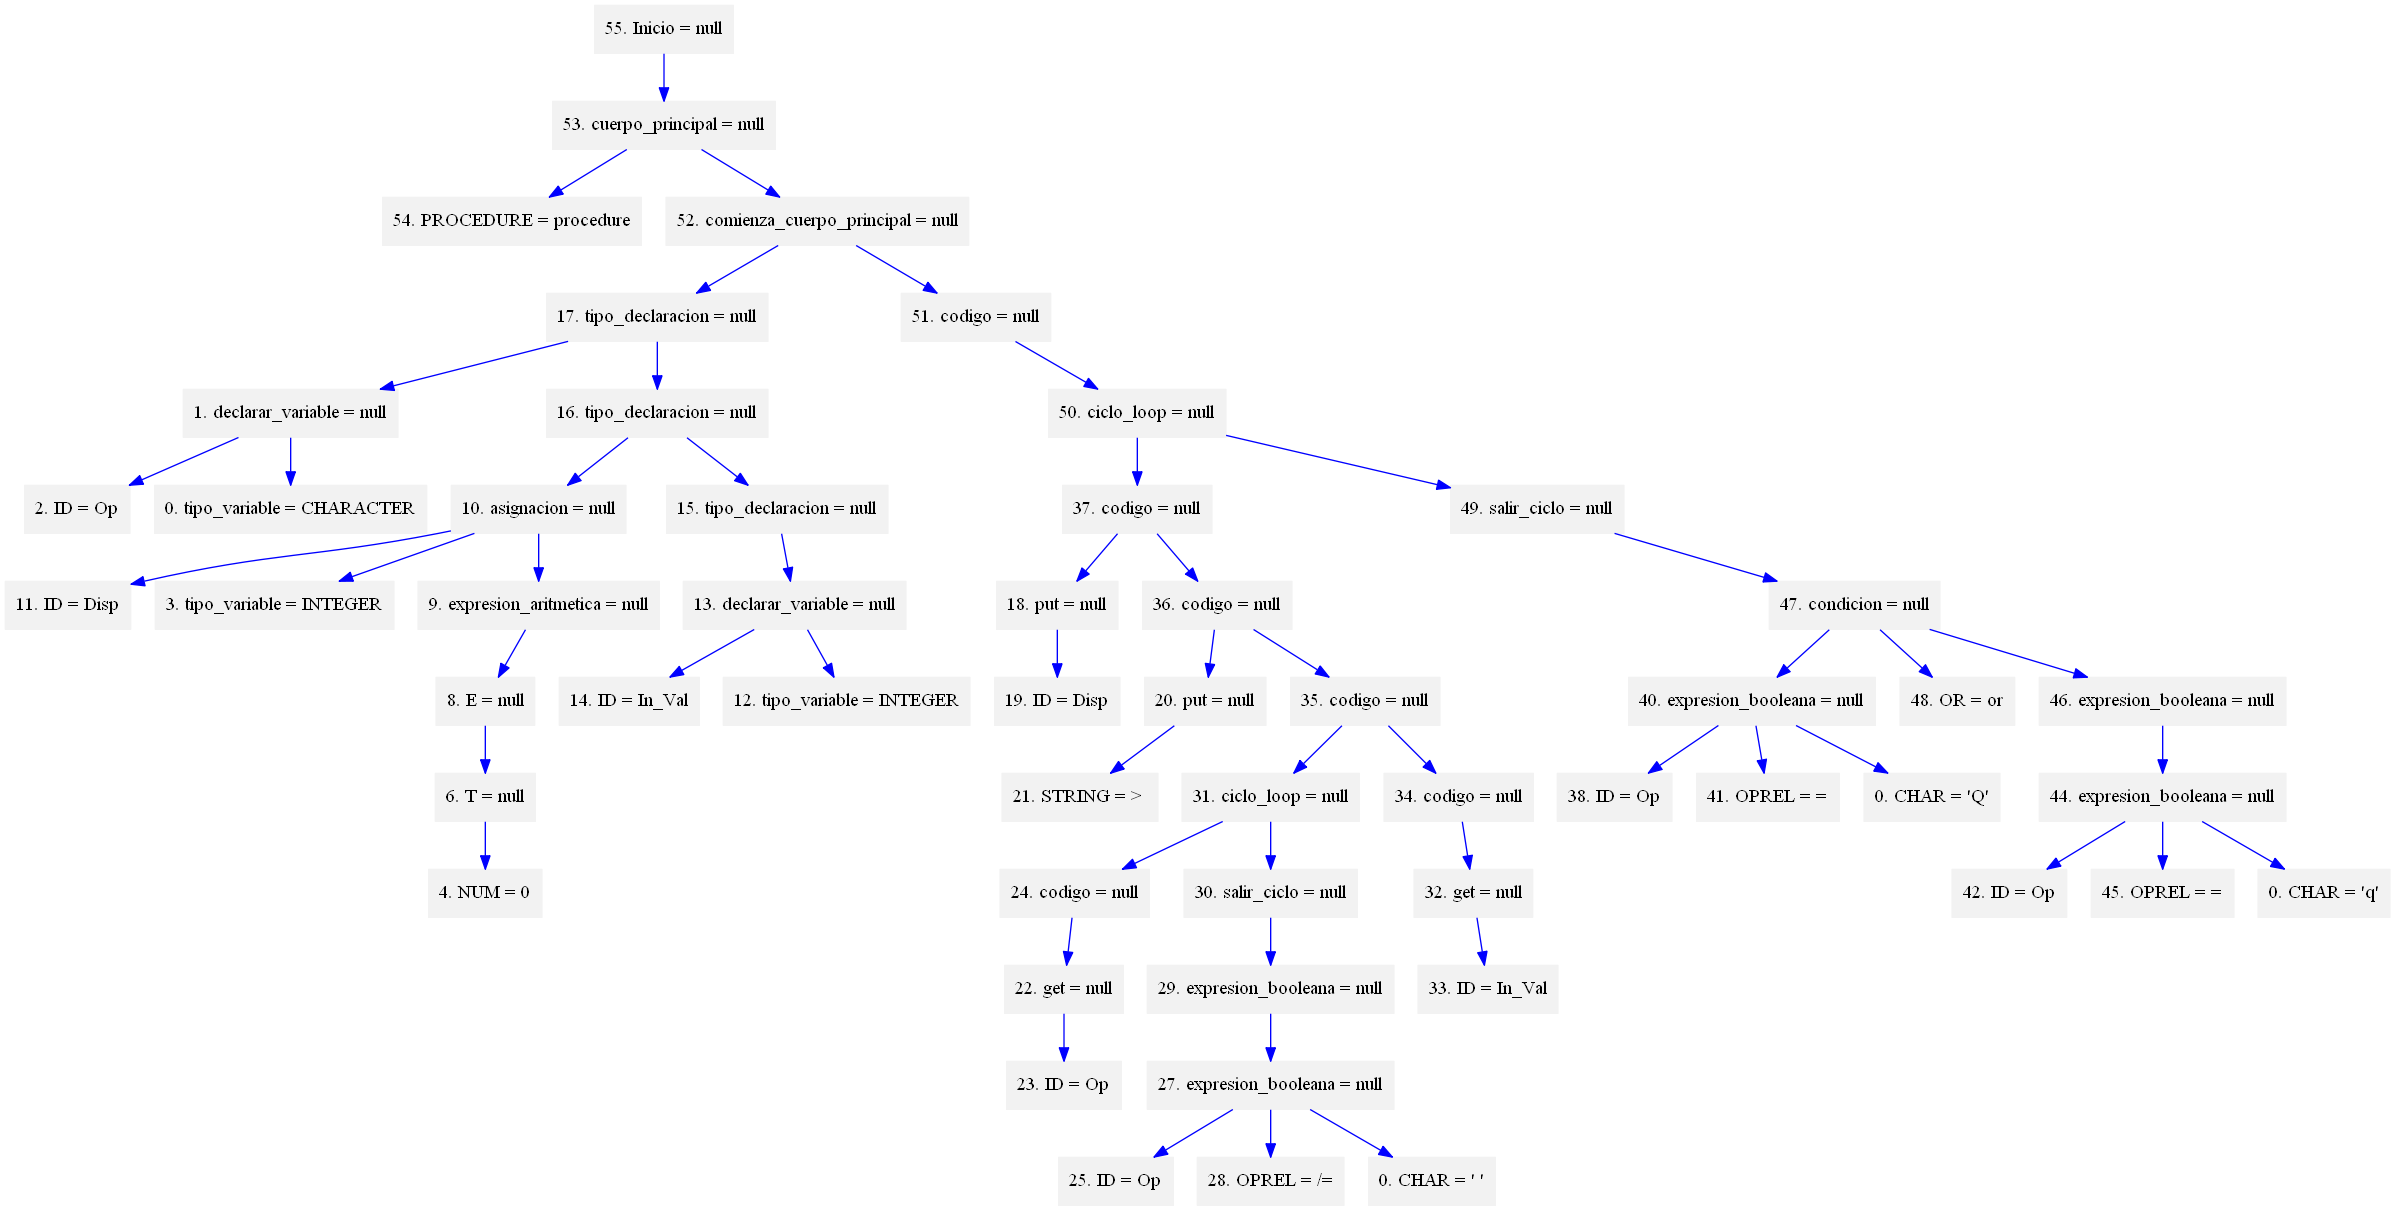 55. Inicio = null
53. cuerpo_principal = null
54. PROCEDURE = procedure
52. comienza_cuerpo_principal = null
17. tipo_declaracion = null
51. codigo = null
1. declarar_variable = null
16. tipo_declaracion = null
50. ciclo_loop = null
2. ID = Op
0. tipo_variable = CHARACTER
10. asignacion = null
15. tipo_declaracion = null
37. codigo = null
49. salir_ciclo = null
11. ID = Disp
3. tipo_variable = INTEGER
9. expresion_aritmetica = null
13. declarar_variable = null
18. put = null
36. codigo = null
47. condicion = null
8. E = null
14. ID = In_Val
12. tipo_variable = INTEGER
19. ID = Disp
20. put = null
35. codigo = null
40. expresion_booleana = null
48. OR = or
46. expresion_booleana = null
6. T = null
21. STRING = >
31. ciclo_loop = null
34. codigo = null
38. ID = Op
41. OPREL = =
0. CHAR = 'Q'
44. expresion_booleana = null
4. NUM = 0
24. codigo = null
30. salir_ciclo = null
32. get = null
42. ID = Op
45. OPREL = =
0. CHAR = 'q'
22. get = null
29. expresion_booleana = null
33. ID = In_Val
23. ID = Op
27. expresion_booleana = null
25. ID = Op
28. OPREL = /=
0. CHAR = ' '